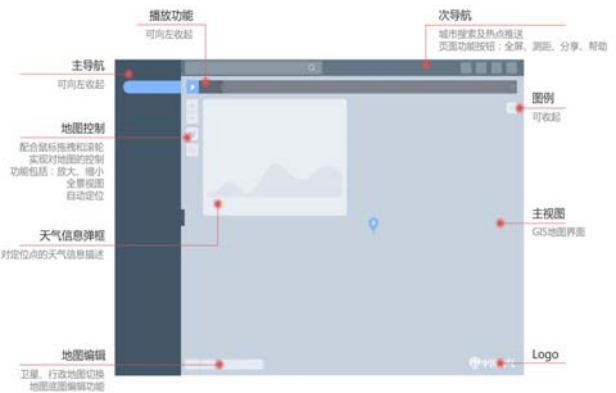 播放功能
可向左收起
次导航
城市搜索及热点推送
页面功能按钮：全屏、测距、分享、帮助
主导航
可向左收起
图例
可收起
地图控制
配合鼠标拖拽和滚轮
实现对地图的控制
功能包括：放大、缩小
全景视图
自动定位
主视图
GIS地图界面
天气信息弹框
对定位点的天气信息描述
地图编辑
卫星、行政地图切换
地图底图编辑功能
Logo